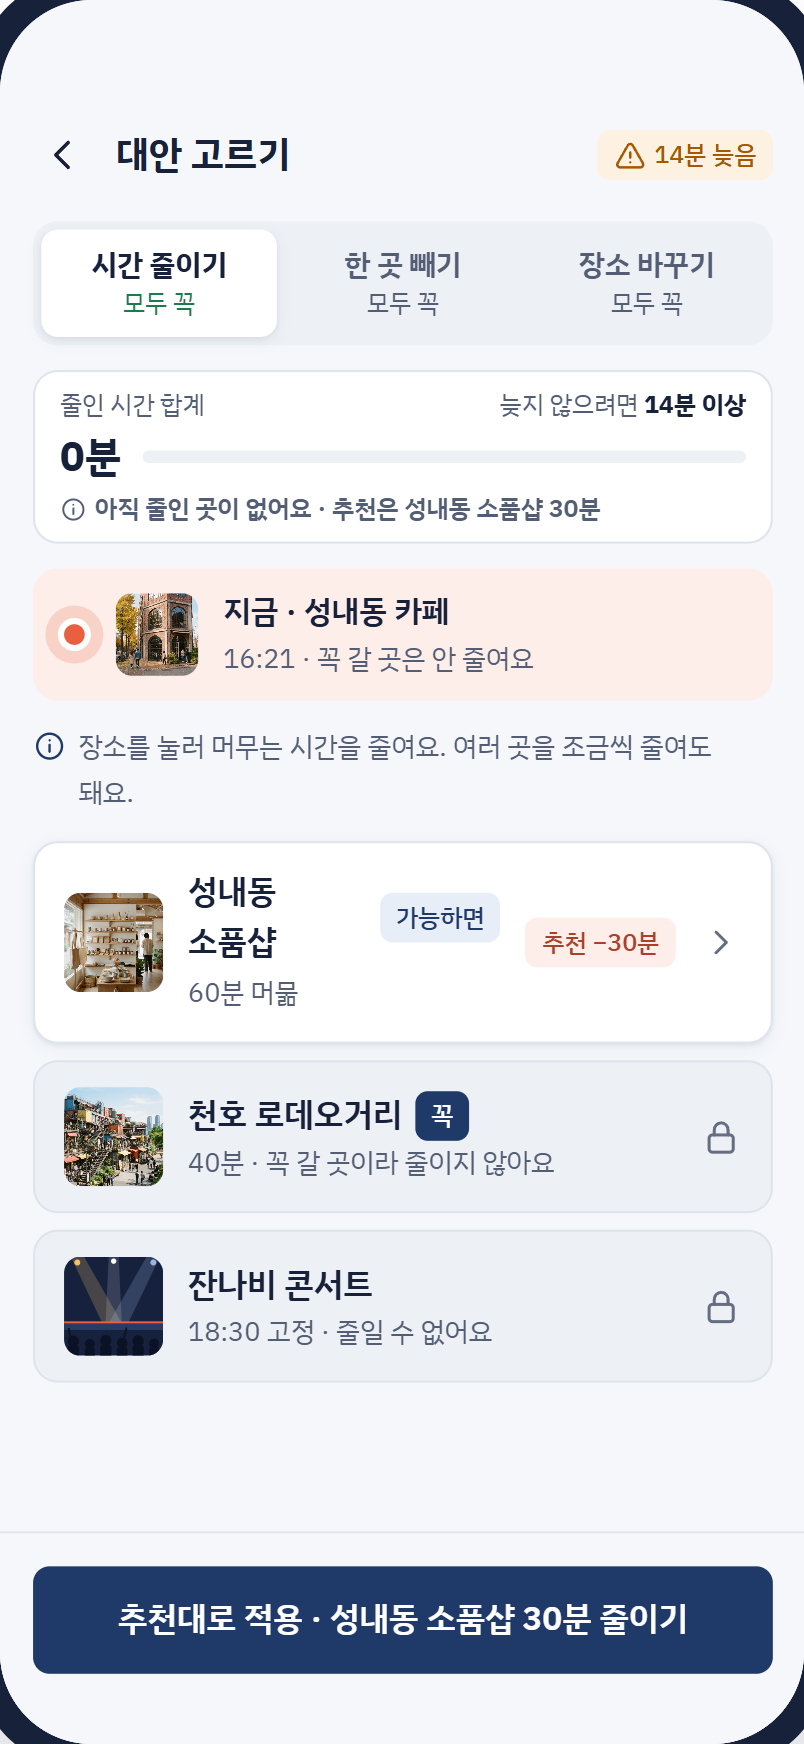 대안 고르기
14분 늦음
시간 줄이기
모두 꼭
한 곳 빼기
모두 꼭
장소 바꾸기
모두 꼭
줄인 시간 합계
늦지 않으려면 14분 이상
0분
아직 줄인 곳이 없어요 · 추천은 성내동 소품샵 30분
지금 · 성내동 카페
16:21 · 꼭 갈 곳은 안 줄여요
장소를 눌러 머무는 시간을 줄여요. 여러 곳을 조금씩 줄여도
돼요.
성내동
소품샵
60분 머묾
가능하면
추천 −30분
천호 로데오거리 꼭
40분 · 꼭 갈 곳이라 줄이지 않아요
잔나비 콘서트
18:30 고정 · 줄일 수 없어요
추천대로 적용 · 성내동 소품샵 30분 줄이기